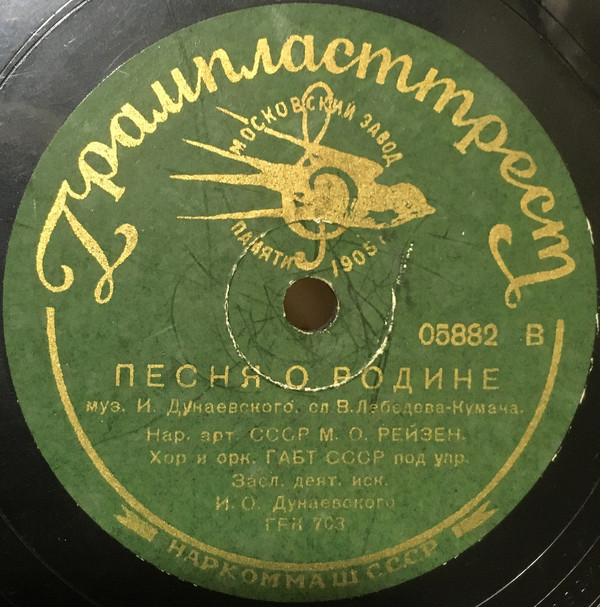 Грампласттрест
МОСКОВСКИЙ ЗАВОД
ПАМЯТИ 1905 г.
05882 В
ПЕСНЯ О РОДИНЕ
муз. И. Дунаевского, сл. В. Лебедева-Кумача.
Нар. арт. СССР М. О. РЕЙЗЕН.
Хор и орк. ГАБТ СССР под упр.
Засл. деят. иск.
И. О. Дунаевского
ГРК 703
НАРКОММАШ СССР